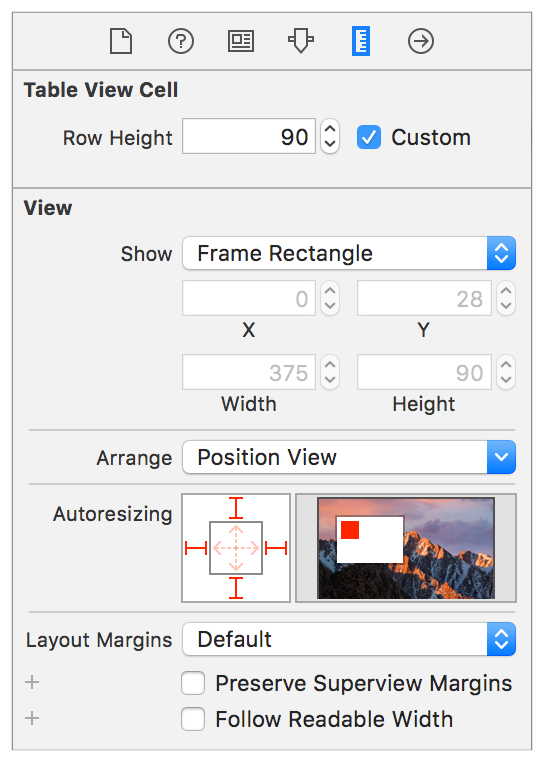 Table View Cell
Row Height 90 Custom
View
Show Frame Rectangle
0 28
X Y
375 90
Width Height
Arrange Position View
Autoresizing
Layout Margins Default
Preserve Superview Margins
Follow Readable Width